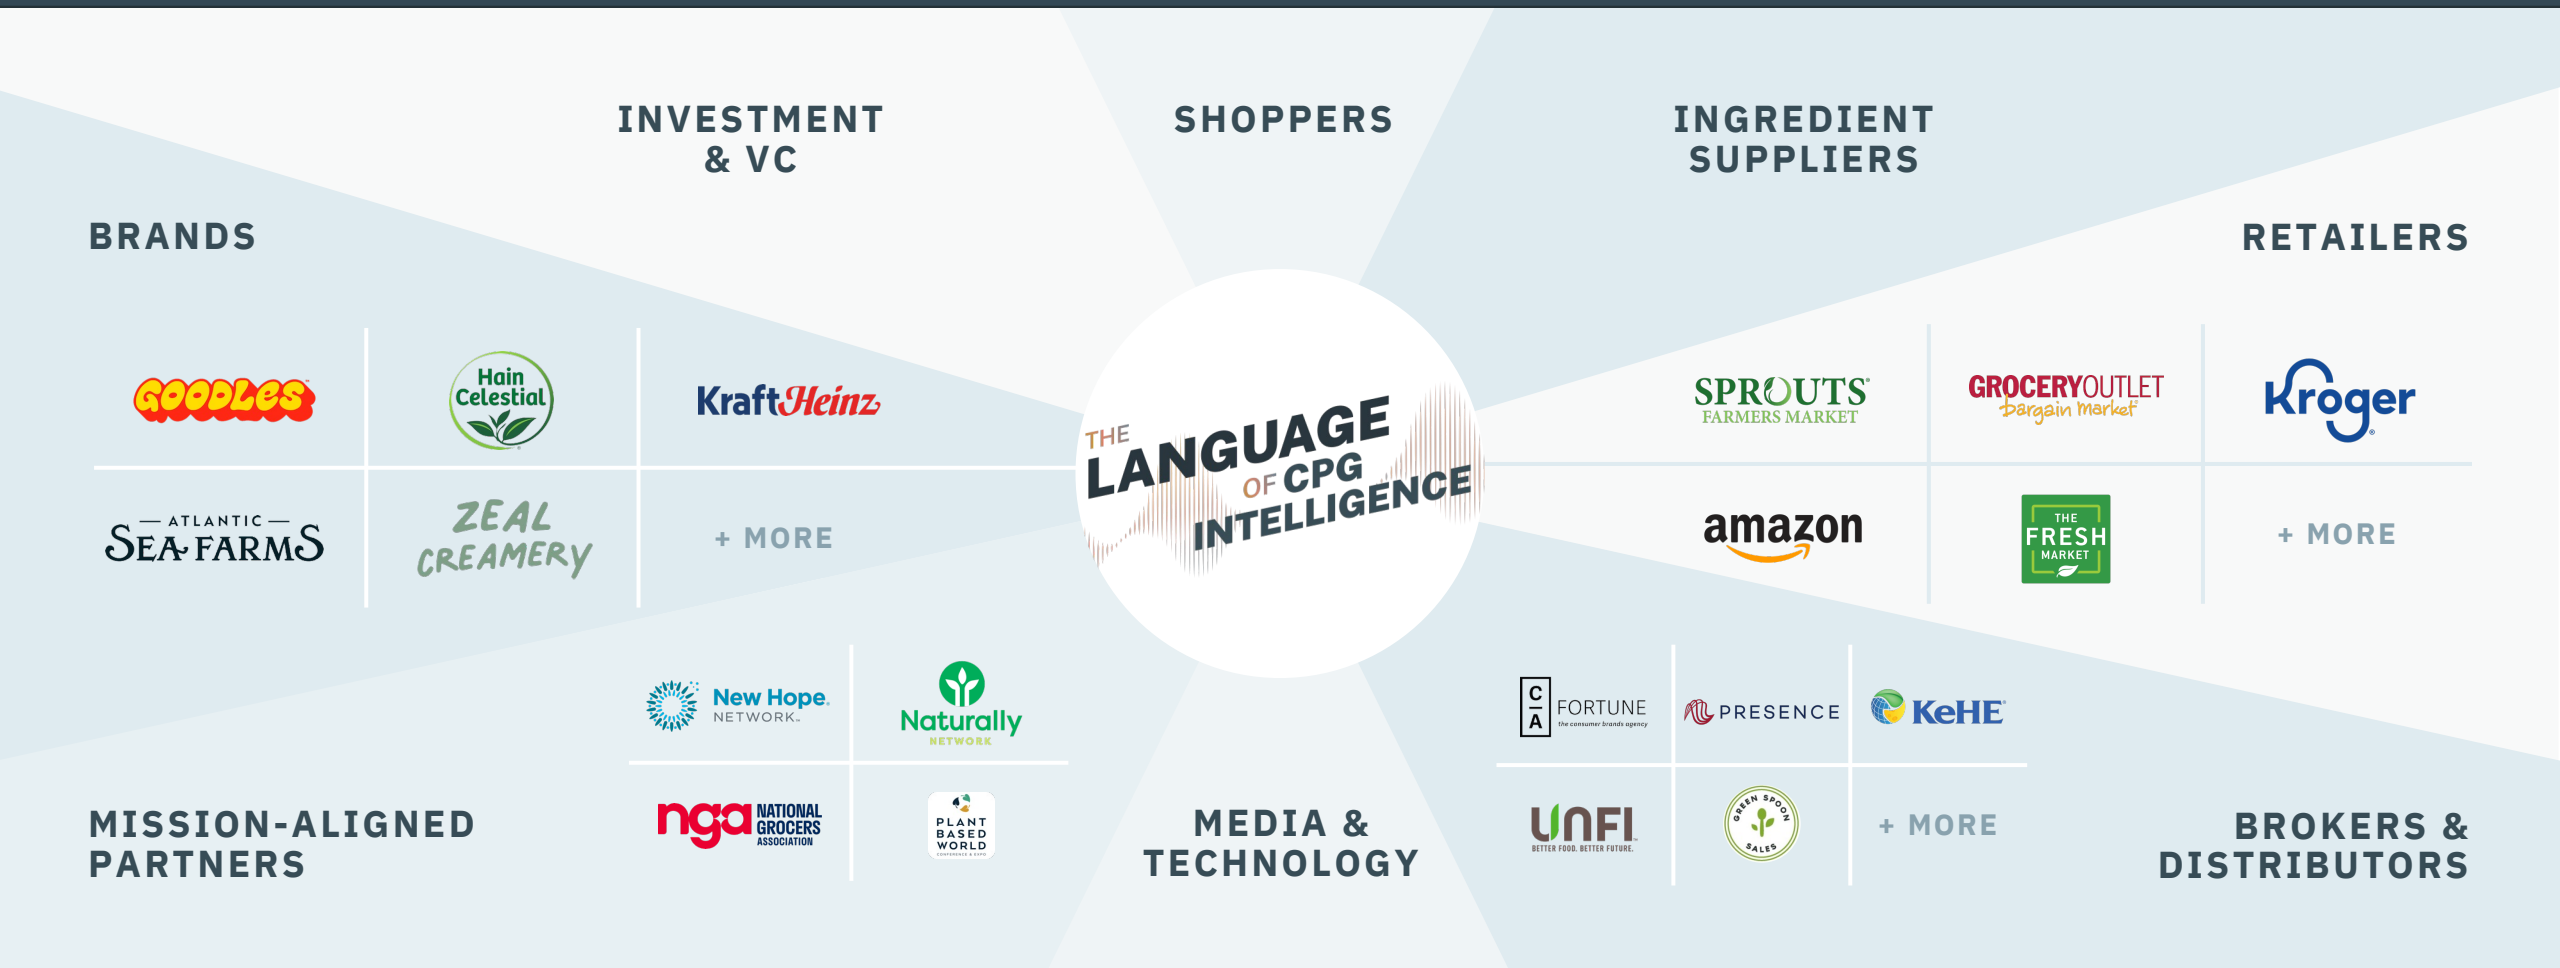 INVESTMENT
& VC
SHOPPERS
INGREDIENT
SUPPLIERS
BRANDS
RETAILERS
GOODLES
Hain
Celestial
KraftHeinz
ATLANTIC
SEA FARMS
ZEAL
CREAMERY
+ MORE
THE
LANGUAGE
OF CPG
INTELLIGENCE
SPROUTS
FARMERS MARKET
GROCERYOUTLET
bargain market
Kroger
amazon
THE
FRESH
MARKET
+ MORE
New Hope
NETWORK
Naturally
NETWORK
nga NATIONAL
GROCERS
ASSOCIATION
PLANT
BASED
WORLD
CONFERENCE & EXPO
C
A
FORTUNE
the consumer brands agency
PRESENCE
KeHE
UNFI
BETTER FOOD. BETTER FUTURE.
GREEN SPOON
SALES
+ MORE
MISSION-ALIGNED
PARTNERS
MEDIA &
TECHNOLOGY
BROKERS &
DISTRIBUTORS